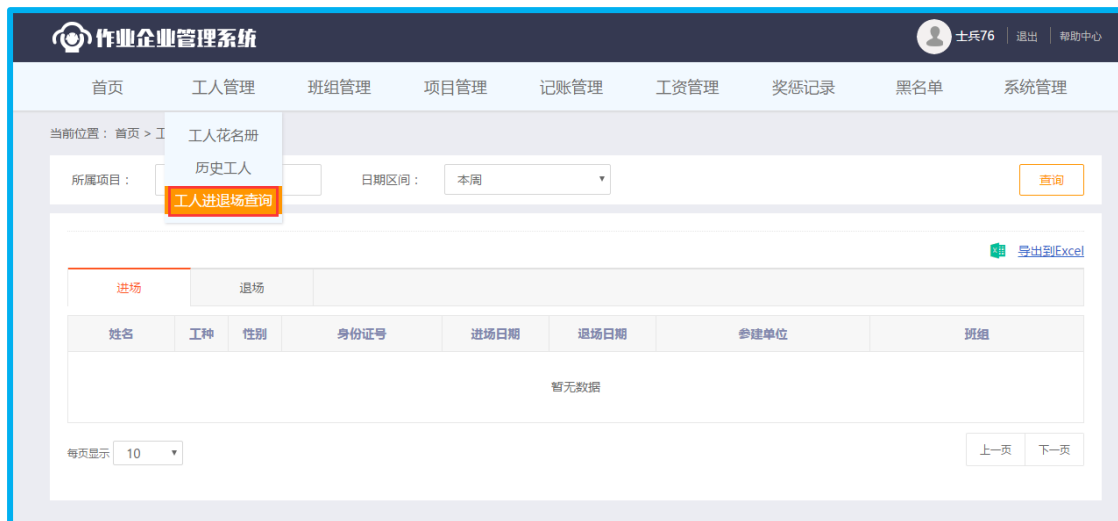 作业企业管理系统
士兵76 退出 帮助中心
首页 工人管理 班组管理 项目管理 记账管理 工资管理 奖惩记录 黑名单 系统管理
当前位置： 首页 > 工
工人花名册
历史工人
工人进退场查询
所属项目： 日期区间： 本周 查询
导出到Excel
进场 退场
姓名 工种 性别 身份证号 进场日期 退场日期 参建单位 班组
暂无数据
每页显示 10 上一页 下一页